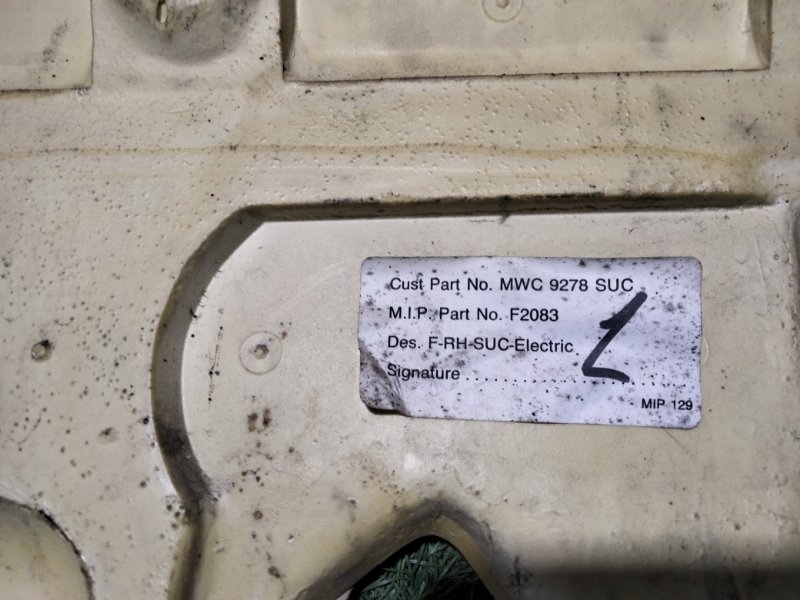 Cust Part No. MWC 9278 SUC
M.I.P. Part No. F2083
Des. F-RH-SUC-Electric
Signature..............................
MIP 129